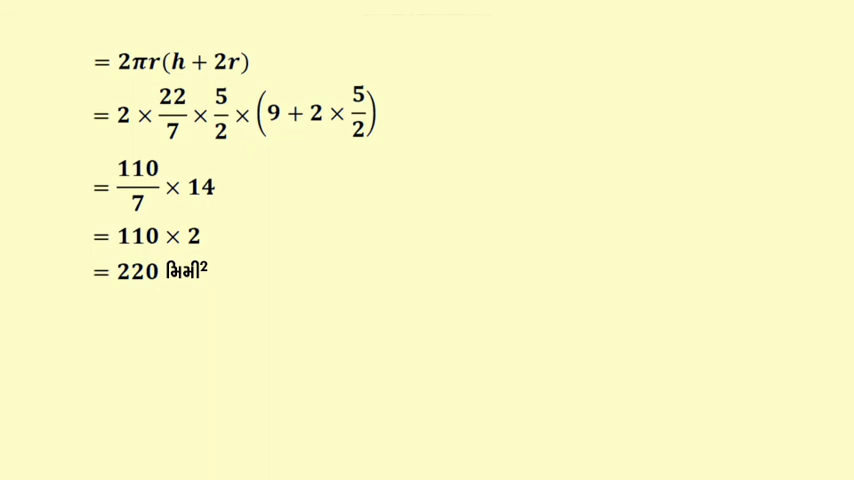 = 2πr(h + 2r)
= 2 × 22/7 × 5/2 × (9 + 2 × 5/2)
= 110/7 × 14
= 110 × 2
= 220 મિમી²